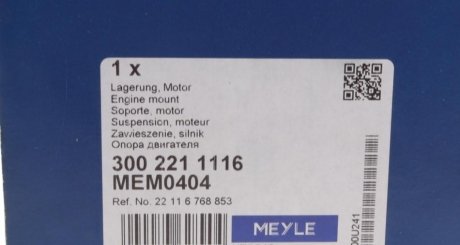 1 x
Lagerung, Motor
Engine mount
Soporte, motor
Suspension, moteur
Zawieszenie, silnik
Опора двигателя
300 221 1116
MEM0404
Ref. No. 22 11 6 768 853
MEYLE
00U241